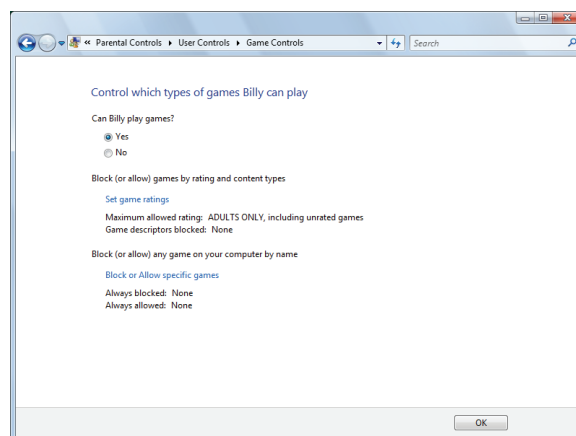 « Parental Controls ▸ User Controls ▸ Game Controls
Search
Control which types of games Billy can play
Can Billy play games?
Yes
No
Block (or allow) games by rating and content types
Set game ratings
Maximum allowed rating: ADULTS ONLY, including unrated games
Game descriptors blocked: None
Block (or allow) any game on your computer by name
Block or Allow specific games
Always blocked: None
Always allowed: None
OK